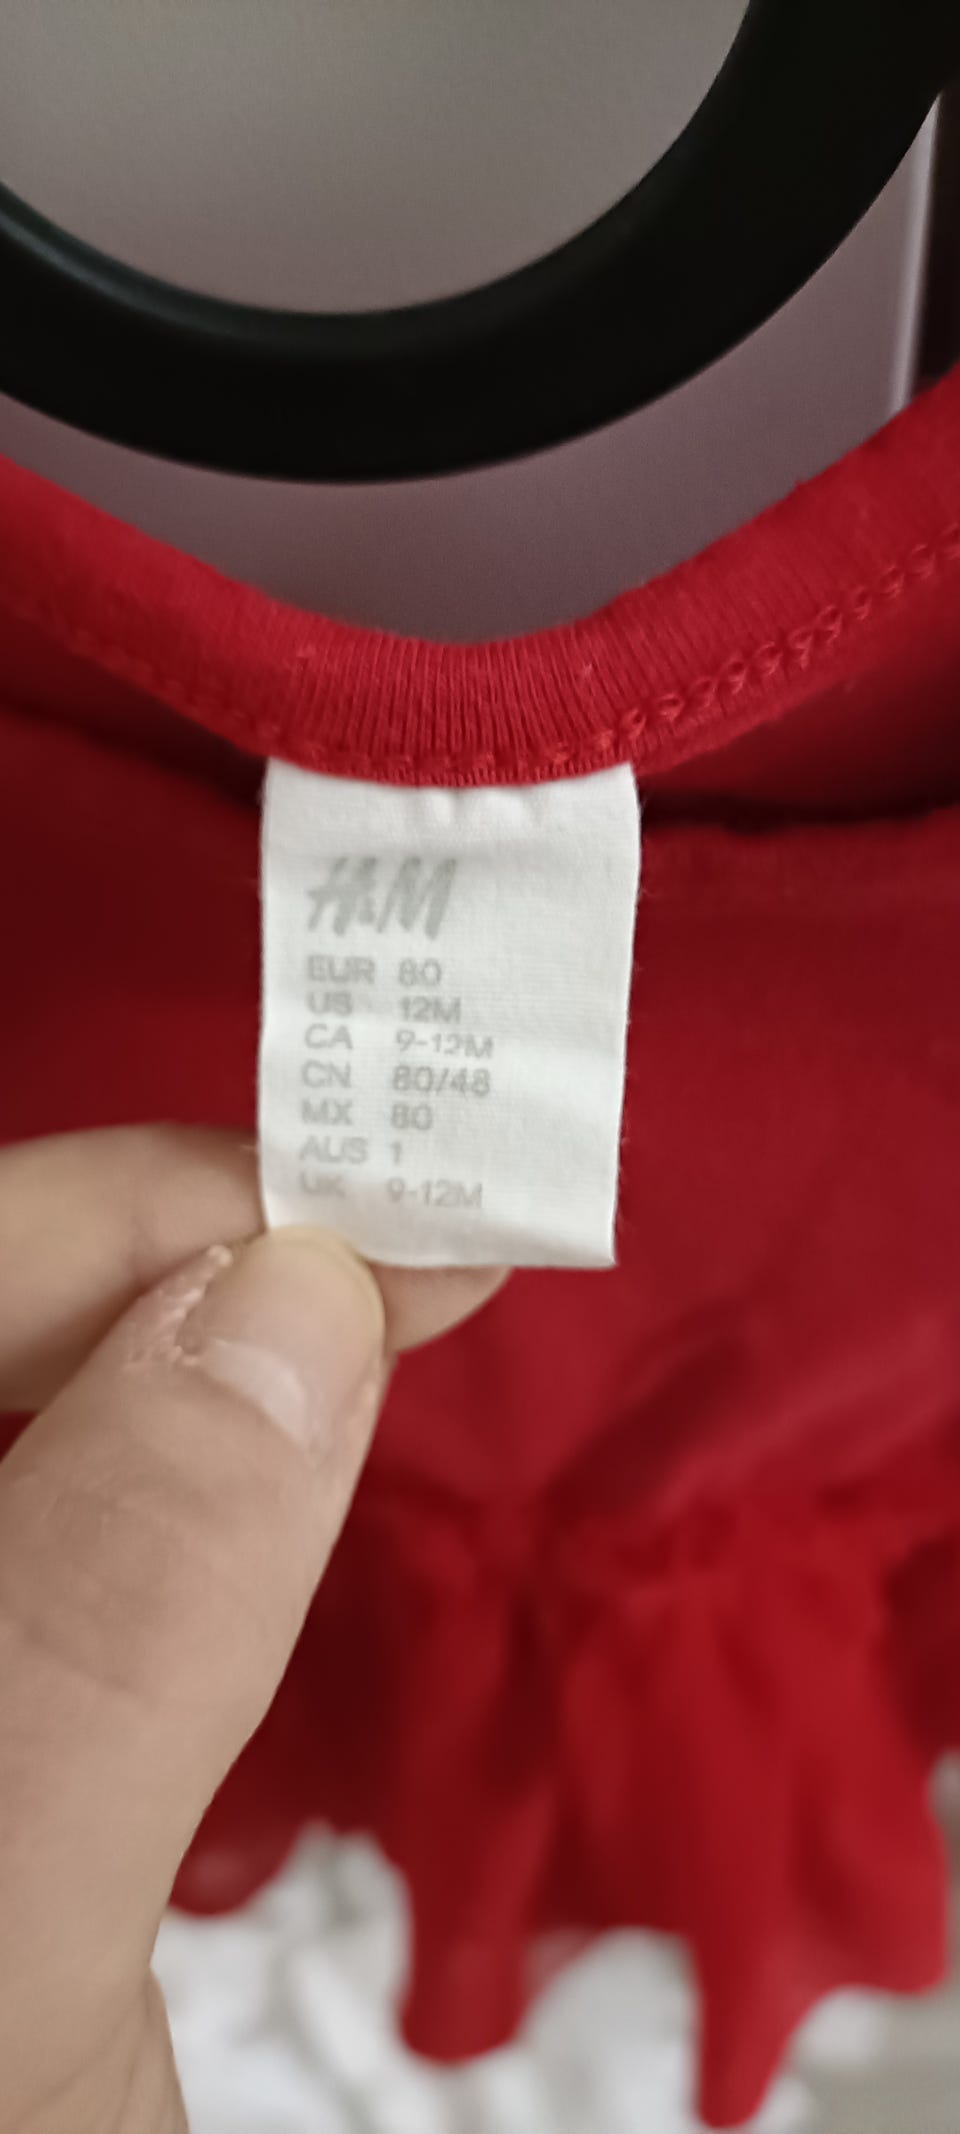 H&M
EUR 80
US 12M
CA 9-12M
CN 80/48
MX 80
AUS 1
UK 9-12M